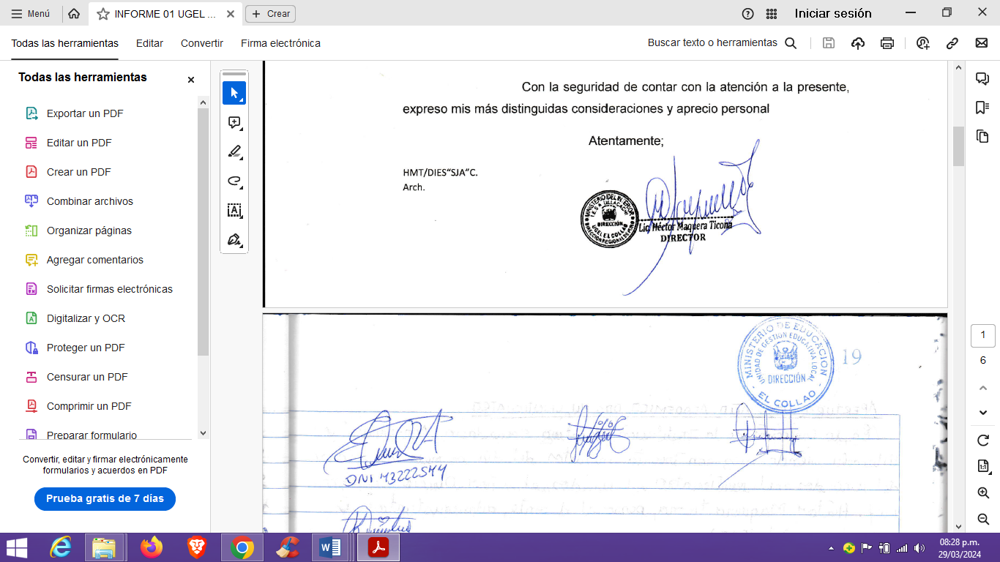 Menú
INFORME 01 UGEL ...
Crear
Iniciar sesión
Todas las herramientas
Editar
Convertir
Firma electrónica
Buscar texto o herramientas
Todas las herramientas
Exportar un PDF
Editar un PDF
Crear un PDF
Combinar archivos
Organizar páginas
Agregar comentarios
Solicitar firmas electrónicas
Digitalizar y OCR
Proteger un PDF
Censurar un PDF
Comprimir un PDF
Preparar formulario
Convertir, editar y firmar electrónicamente
formularios y acuerdos en PDF
Prueba gratis de 7 días
Con la seguridad de contar con la atención a la presente,
expreso mis más distinguidas consideraciones y aprecio personal
Atentamente;
HMT/DIES“SJA”C.
Arch.
DIRECCIÓN
UGEL EL COLLAO
Lic. Héctor Maquera Ticona
DIRECTOR
MINISTERIO DE EDUCACION
UNIDAD DE GESTIÓN EDUCATIVA LOCAL
DIRECCIÓN
- EL COLLAO -
19
DNI 43222544
1
6
1:1
08:28 p.m.
29/03/2024